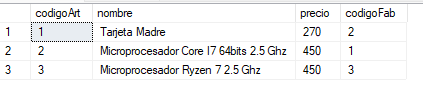 codigoArt nombre precio codigoFab
1 1 Tarjeta Madre 270 2
2 2 Microprocesador Core I7 64bits 2.5 Ghz 450 1
3 3 Microprocesador Ryzen 7 2.5 Ghz 450 3